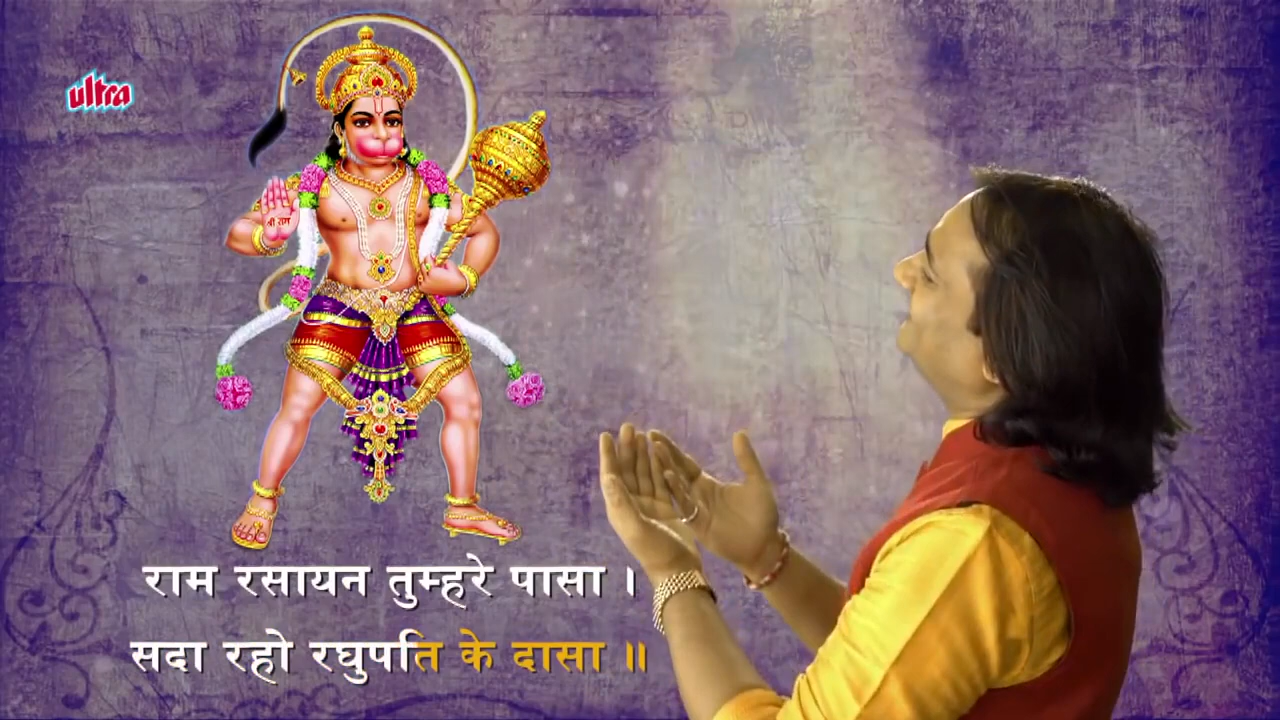 ultra
श्री राम
राम रसायन तुम्हरे पासा ।
सदा रहो रघुपति के दासा ॥